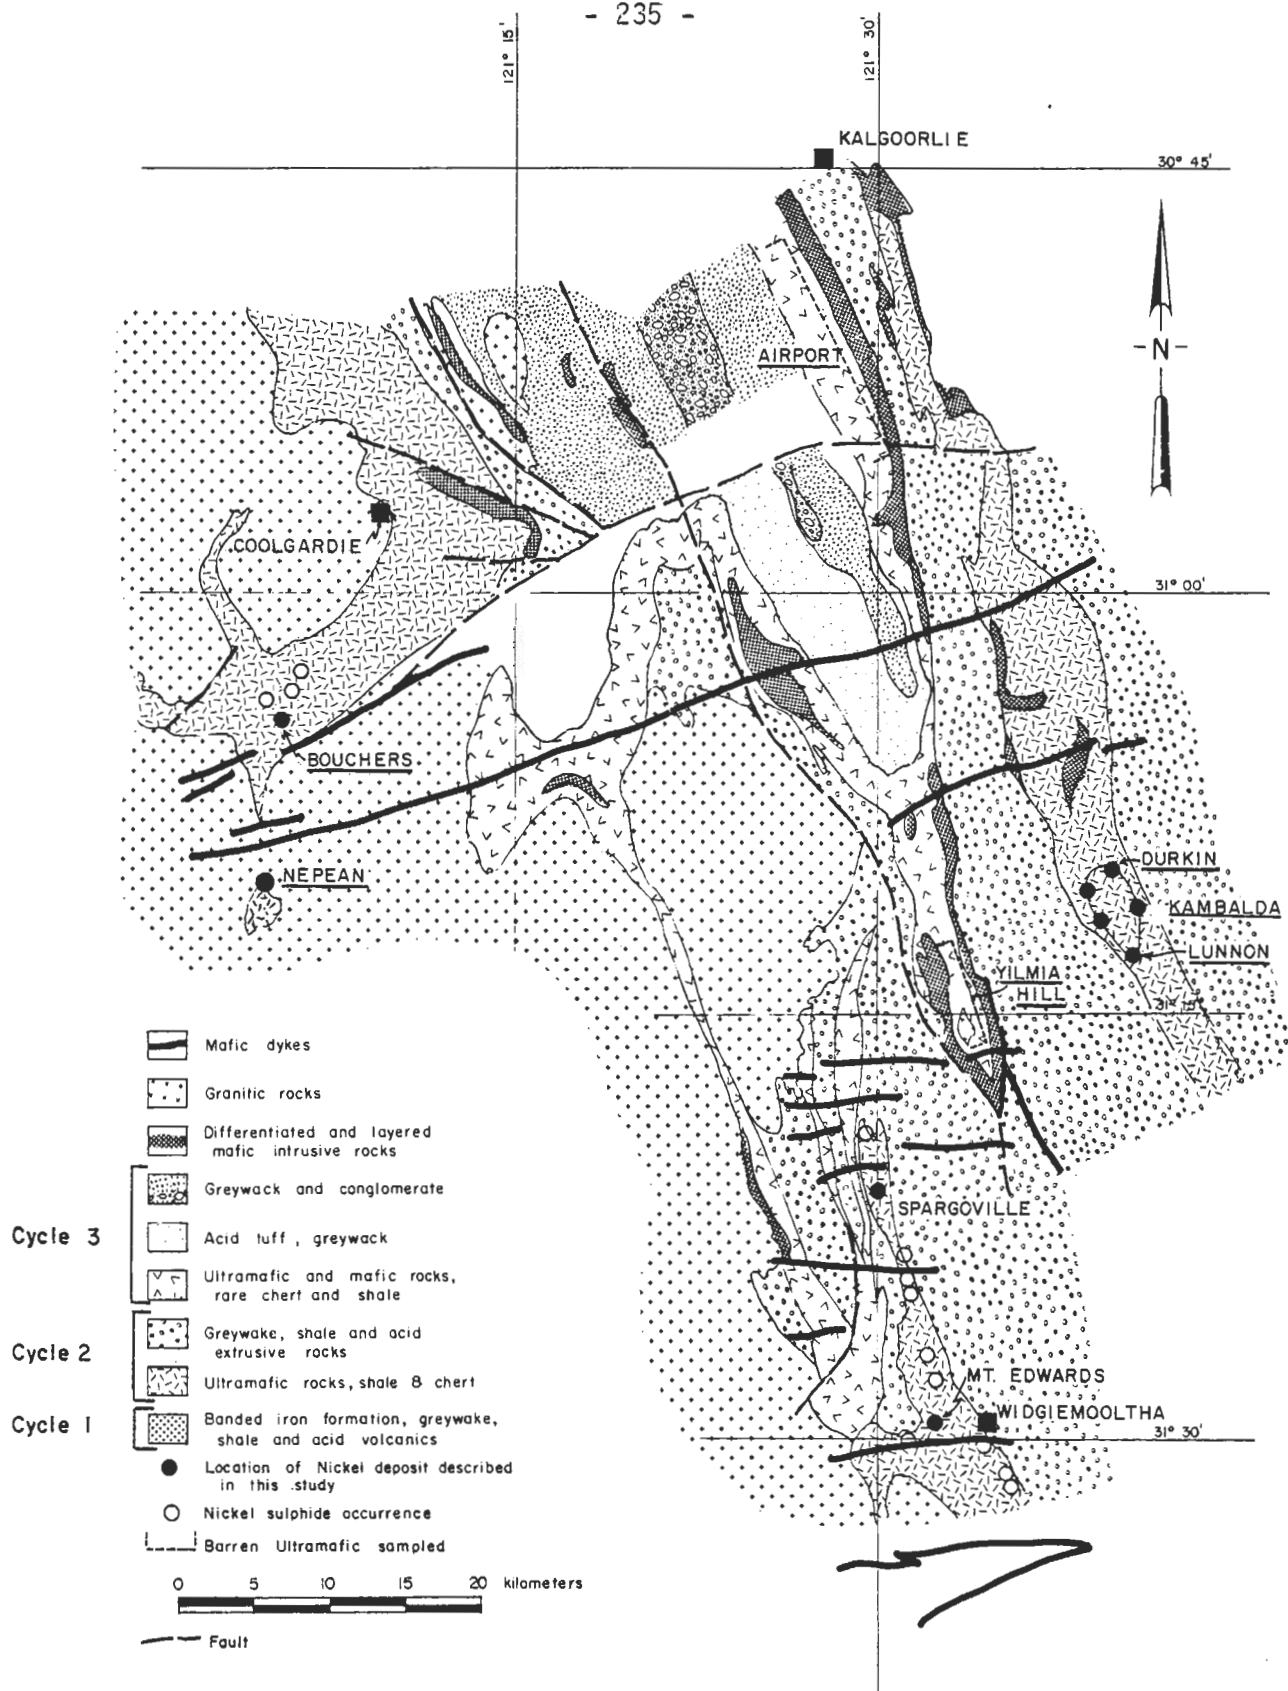 - 235 -
121° 15'
121° 30'
KALGOORLIE
30° 45'
- N -
AIRPORT
COOLGARDIE
31° 00'
BOUCHERS
NEPEAN
DURKIN
KAMBALDA
LUNNON
YILMIA
HILL
31° 15'
SPARGOVILLE
MT. EDWARDS
WIDGIEMOOLTHA
31° 30'
Mafic dykes
Granitic rocks
Differentiated and layered
mafic intrusive rocks
Greywack and conglomerate
Cycle 3
Acid tuff, greywack
Ultramafic and mafic rocks,
rare chert and shale
Greywake, shale and acid
extrusive rocks
Cycle 2
Ultramafic rocks, shale & chert
Cycle 1
Banded iron formation, greywake,
shale and acid volcanics
Location of Nickel deposit described
in this study
Nickel sulphide occurrence
Barren Ultramafic sampled
0 5 10 15 20 kilometers
Fault